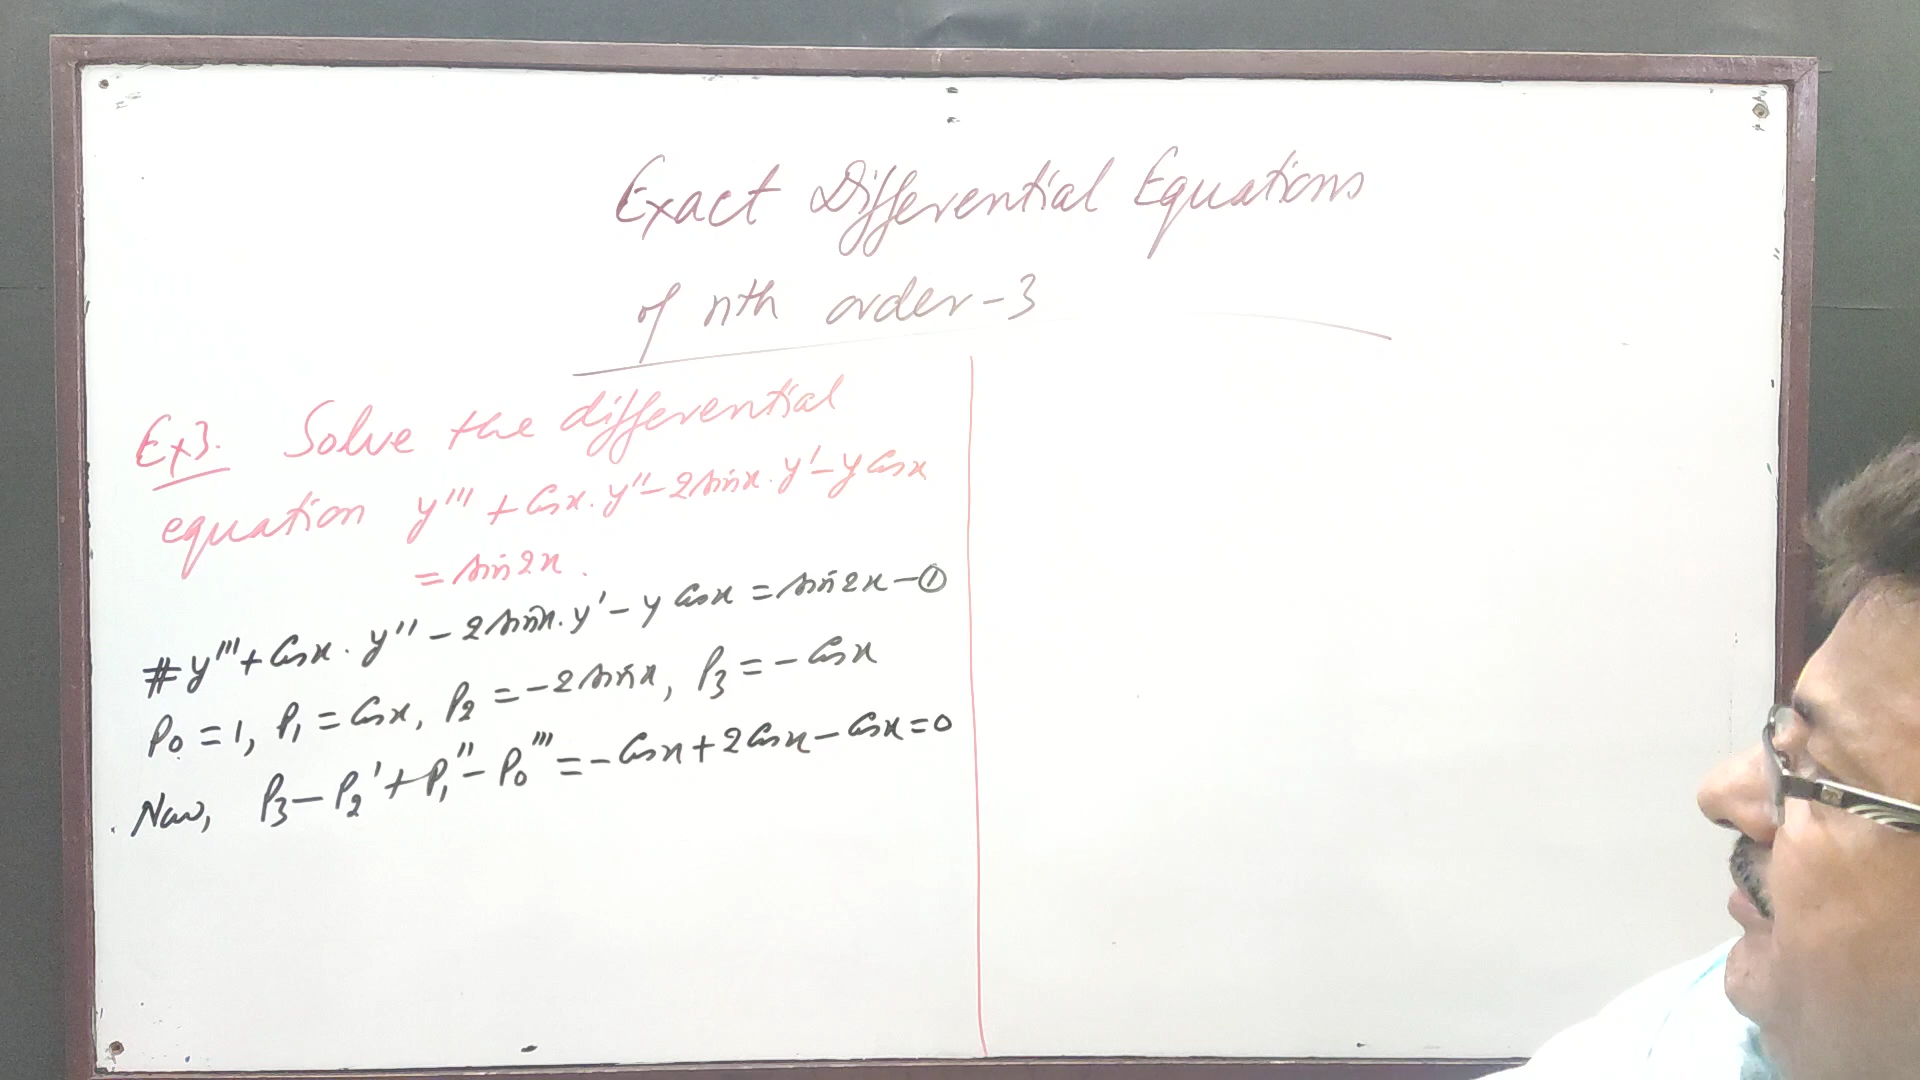 Exact Differential Equations
of nth order-3
Ex3. Solve the differential
equation y''' + Cosx. y''-2sinx. y'-y Cosx
= sin2x.
# y'''+ Cosx. y'' - 2sinx. y' - y Cosx = sin2x - ①
P₀ = 1, P₁ = Cosx, P₂ = -2sinx, P₃ = - Cosx
Now, P₃ - P₂' + P₁'' - P₀''' = - Cosx + 2Cosx - Cosx = 0